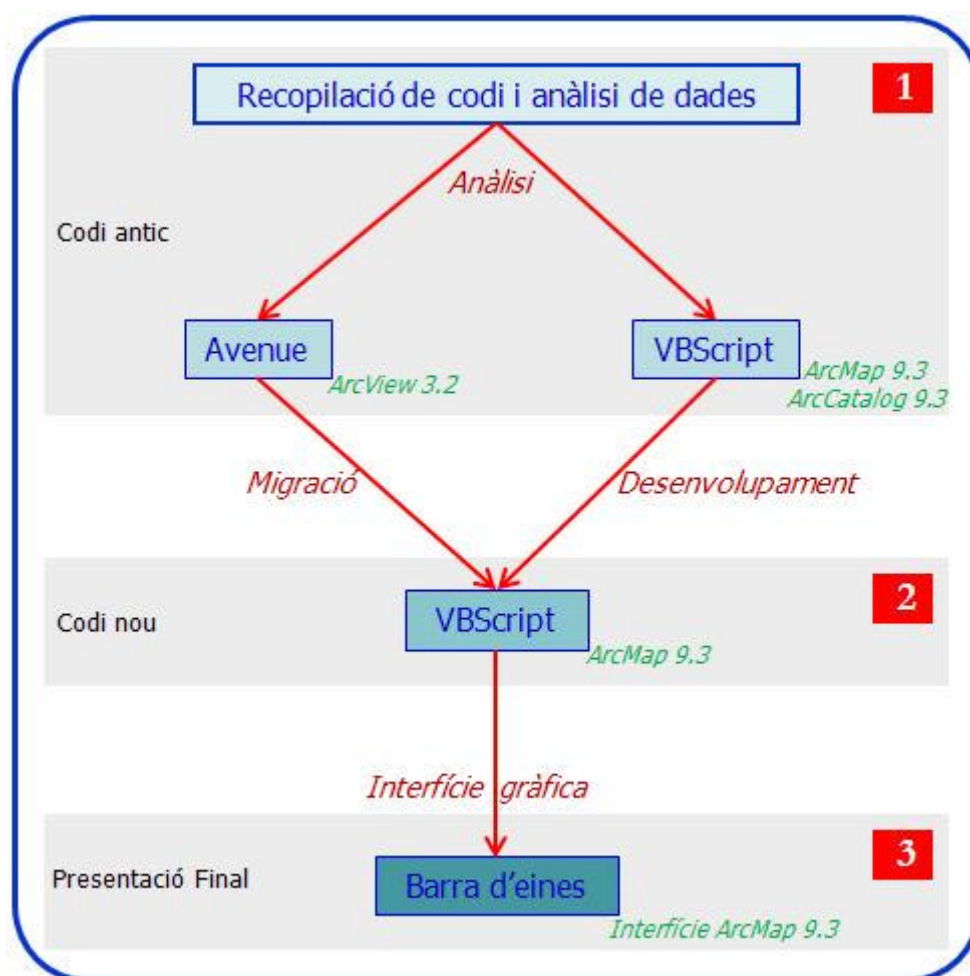 Recopilació de codi i anàlisi de dades
1
Anàlisi
Codi antic
Avenue
VBScript
ArcView 3.2
ArcMap 9.3
ArcCatalog 9.3
Migració
Desenvolupament
2
Codi nou
VBScript
ArcMap 9.3
Interfície gràfica
3
Presentació Final
Barra d'eines
Interfície ArcMap 9.3